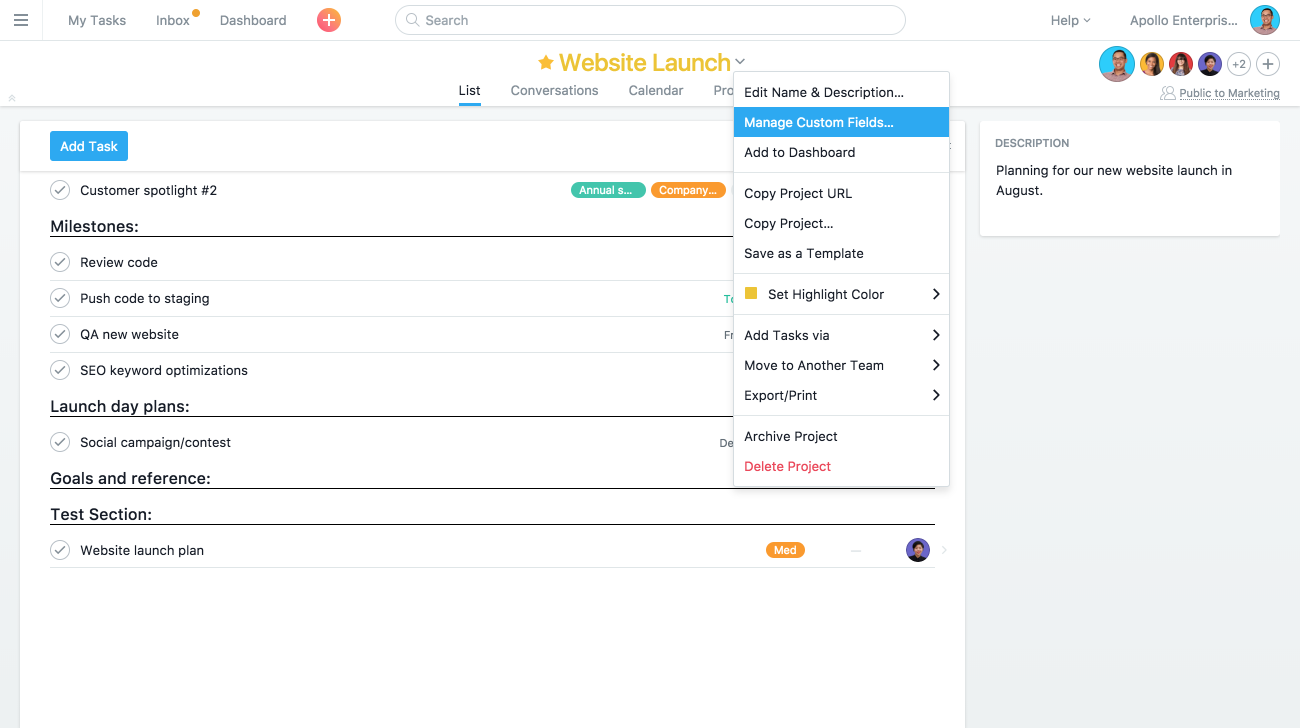 My Tasks
Inbox
Dashboard
Search
Help
Apollo Enterpris...
Website Launch
List
Conversations
Calendar
+2
Public to Marketing
Edit Name & Description...
Manage Custom Fields...
Add to Dashboard
Copy Project URL
Copy Project...
Save as a Template
Set Highlight Color
Add Tasks via
Move to Another Team
Export/Print
Archive Project
Delete Project
Add Task
Customer spotlight #2
Annual s...
Company...
Milestones:
Review code
Push code to staging
QA new website
SEO keyword optimizations
Launch day plans:
Social campaign/contest
Goals and reference:
Test Section:
Website launch plan
Med
DESCRIPTION
Planning for our new website launch in
August.